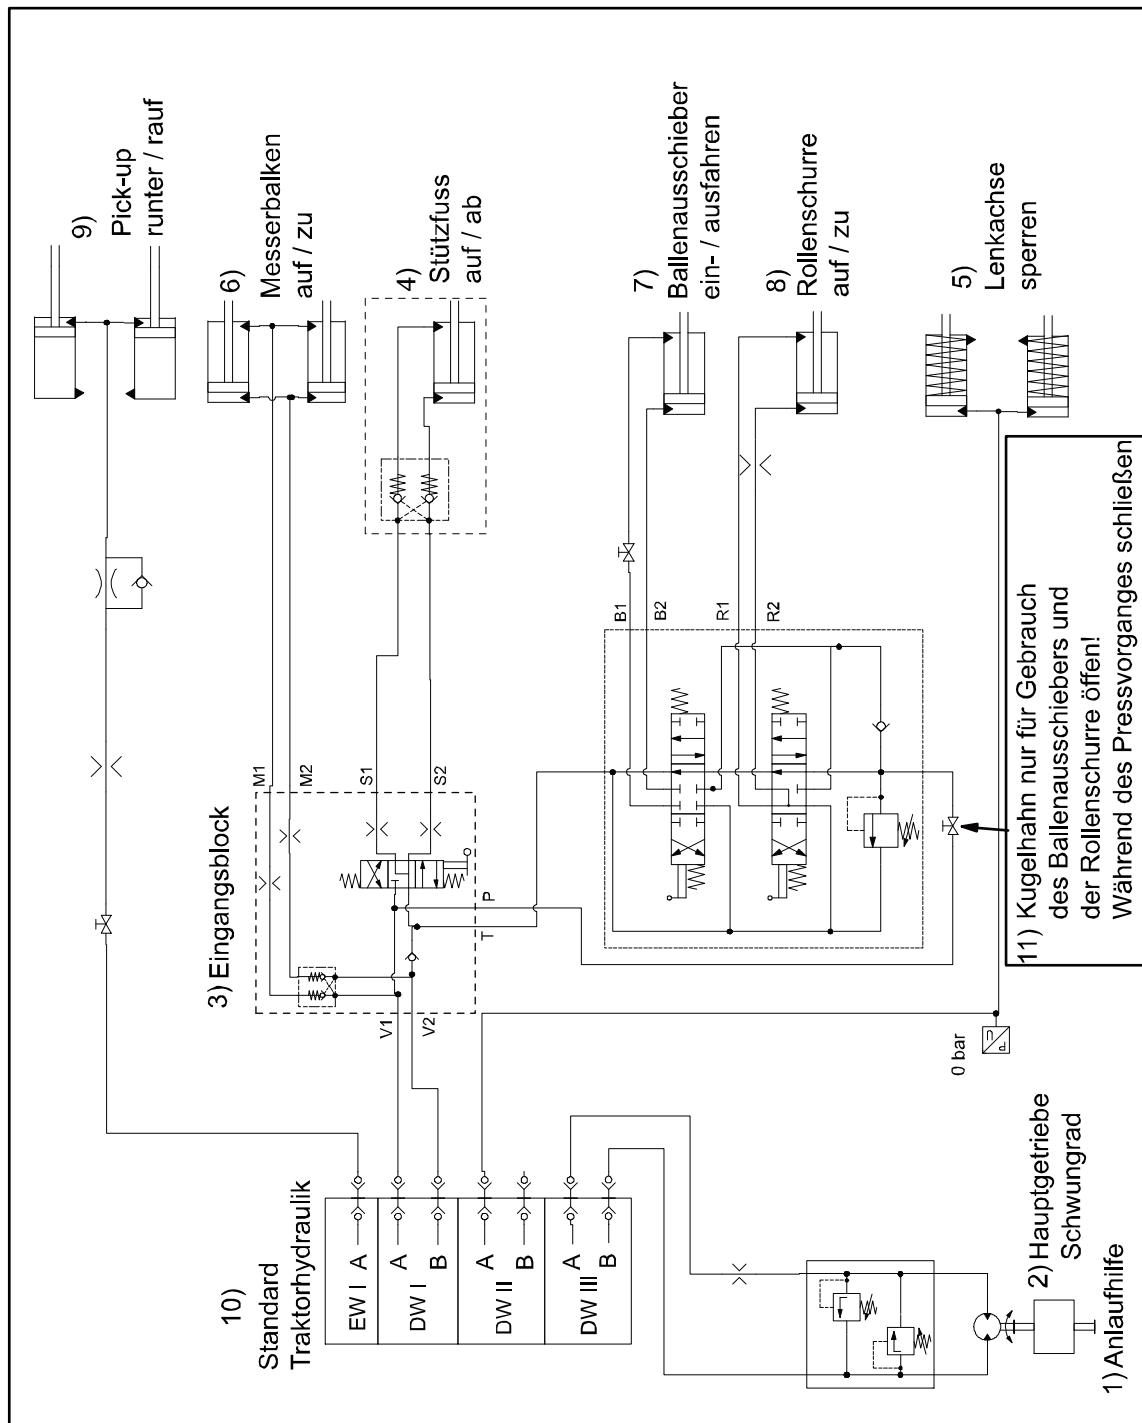 9)
Pick-up
runter / rauf
6)
Messerbalken
auf / zu
4)
Stützfuss
auf / ab
7)
Ballenausschieber
ein- / ausfahren
8)
Rollenschurre
auf / zu
5)
Lenkachse
sperren
M1
M2
S1
S2
B1
B2
R1
R2
3) Eingangsblock
P
T
V1
V2
11) Kugelhahn nur für Gebrauch
des Ballenausschiebers und
der Rollenschurre öffen!
Während des Pressvorganges schließen
0 bar
P
U
10)
Standard
Traktorhydraulik
EW I A
DW I A
B
DW II A
B
DW III A
B
2) Hauptgetriebe
Schwungrad
1) Anlaufhilfe